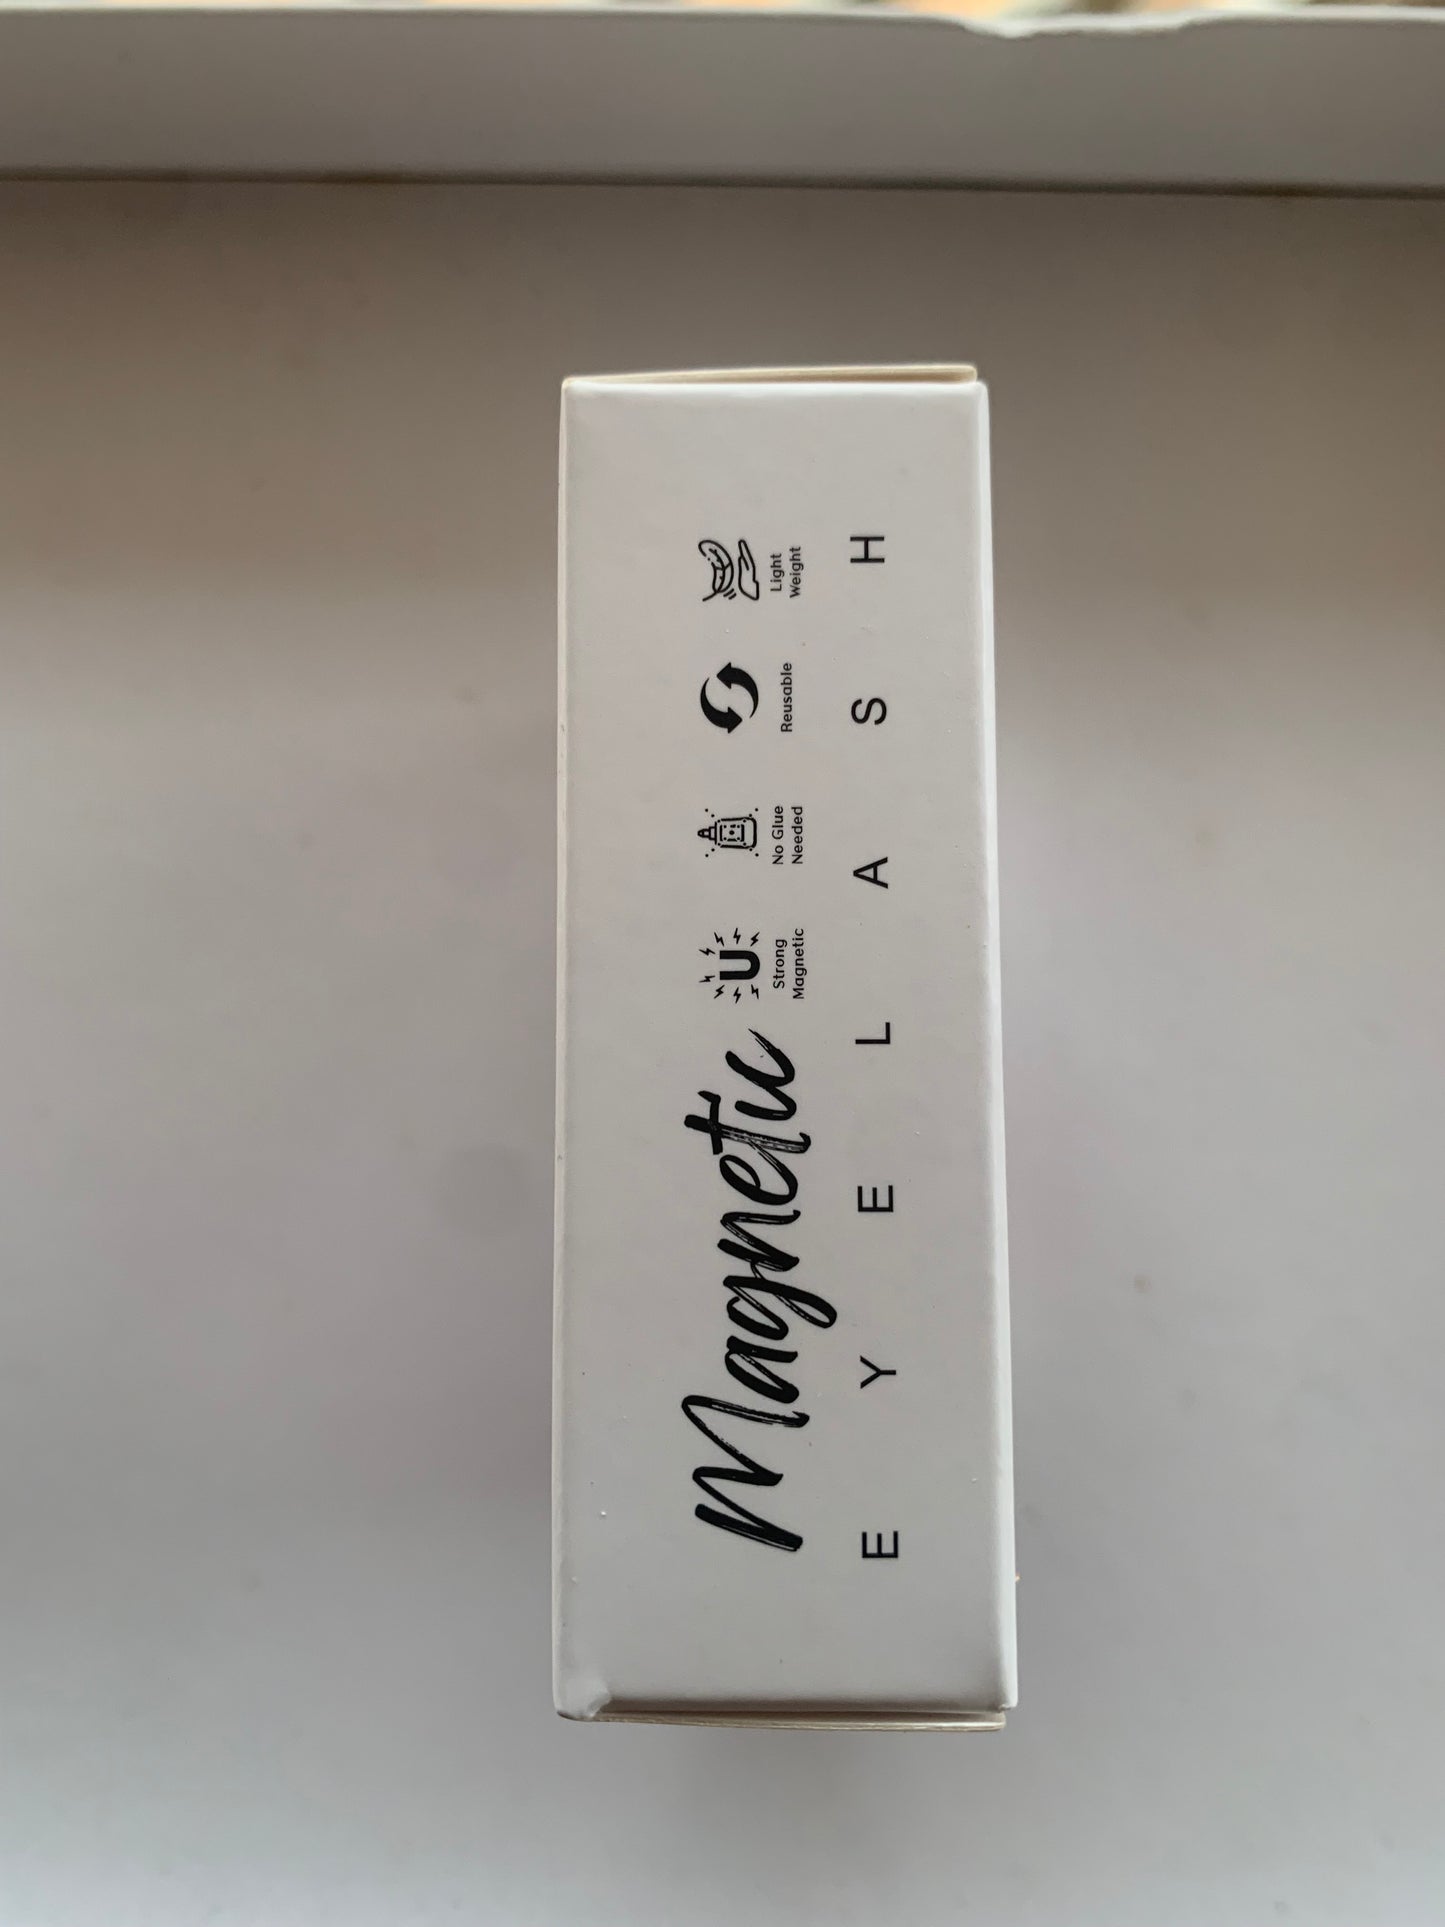 Magnetic
Strong
Magnetic
No Glue
Needed
Reusable
Light
Weight
EYELASH